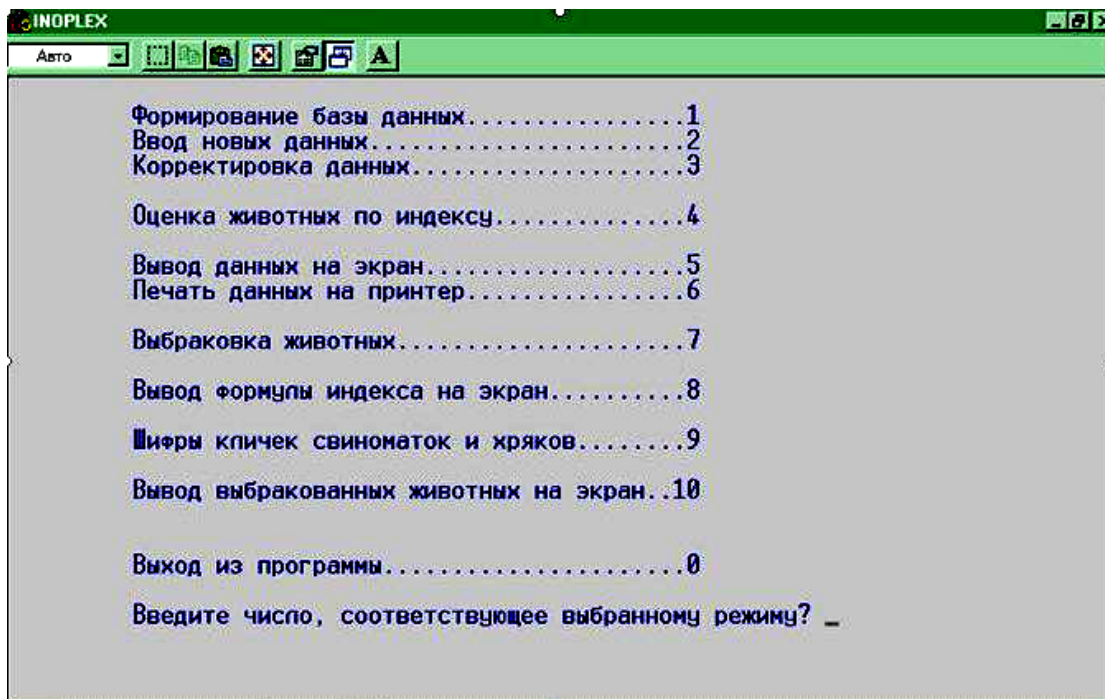 INOPLEX
Авто
A
Формирование базы данных................1
Ввод новых данных.......................2
Корректировка данных....................3
Оценка животных по индексу..............4
Вывод данных на экран...................5
Печать данных на принтер................6
Выбраковка животных.....................7
Вывод формулы индекса на экран..........8
Шифры кличек свиноматок и хряков........9
Вывод выбракованных животных на экран..10
Выход из программы......................0
Введите число, соответствующее выбранному режиму? _